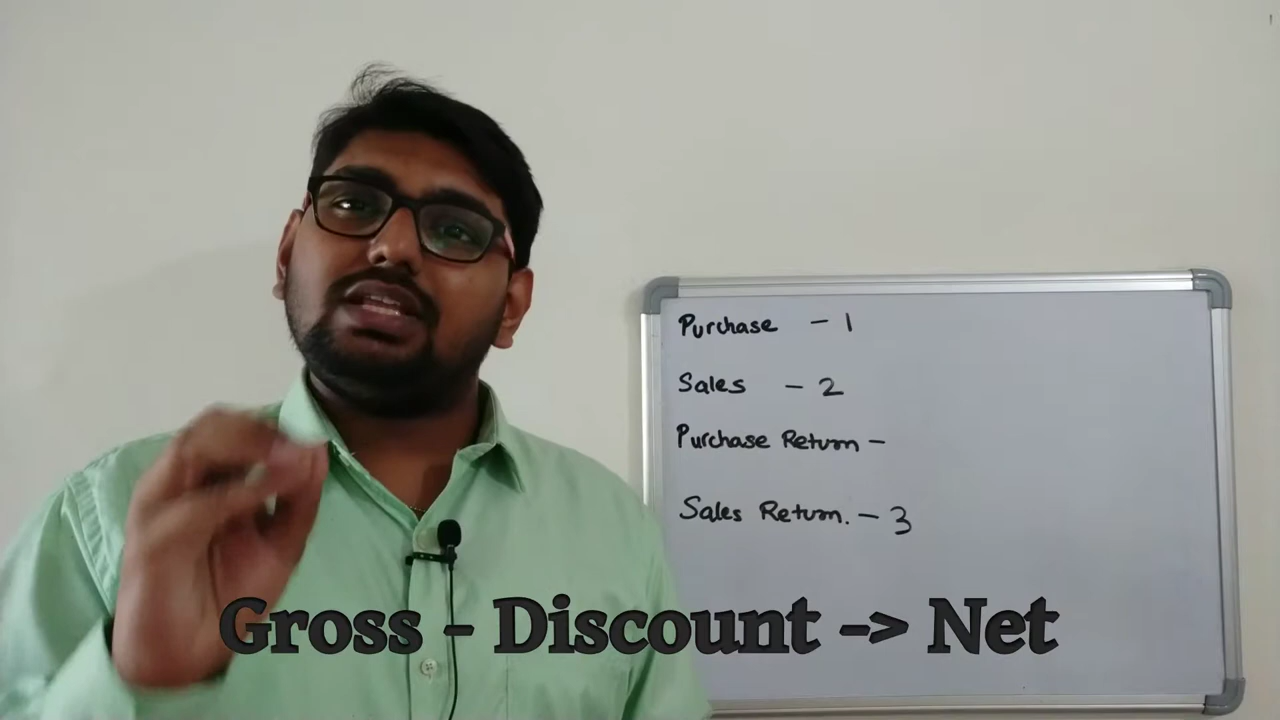 Purchase - 1
Sales - 2
Purchase Return -
Sales Return. - 3
Gross - Discount -> Net